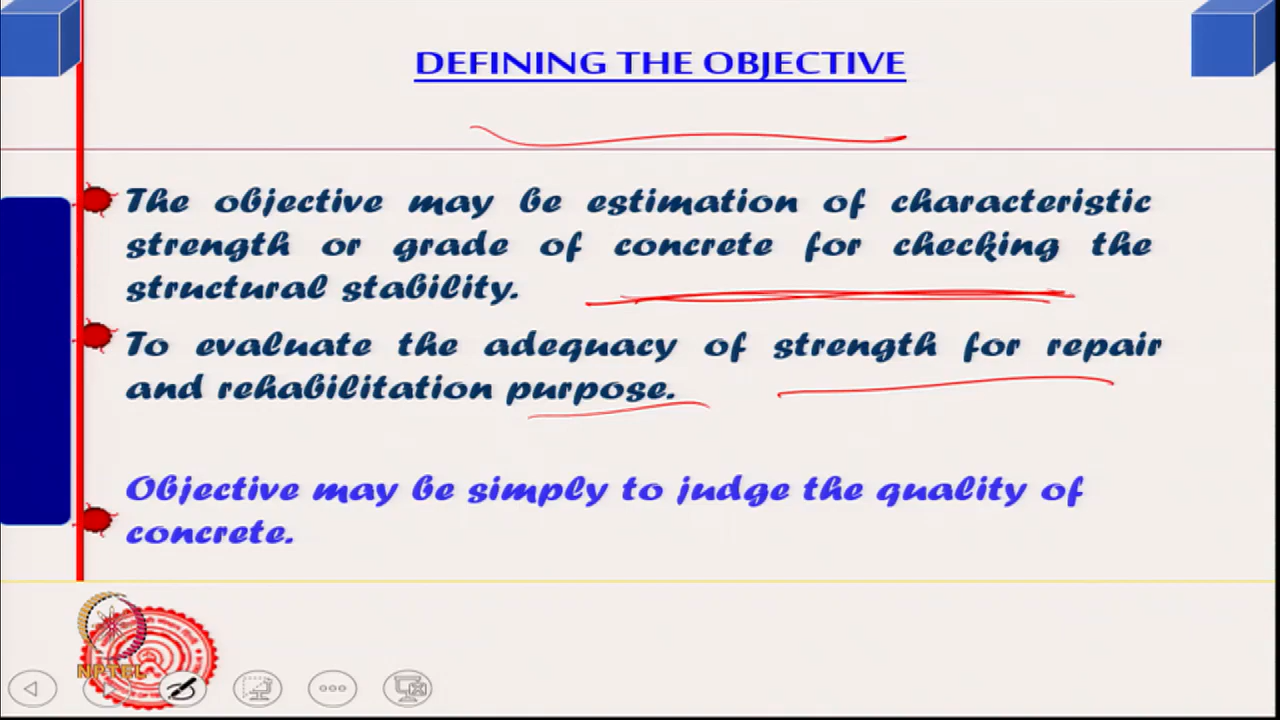 DEFINING THE OBJECTIVE
The objective may be estimation of characteristic
strength or grade of concrete for checking the
structural stability.
To evaluate the adequacy of strength for repair
and rehabilitation purpose.
Objective may be simply to judge the quality of
concrete.
NPTEL